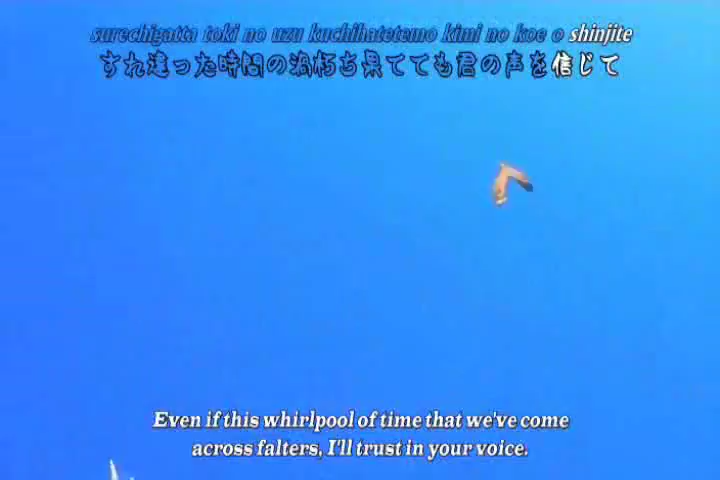 surechigatta toki no uzu kuchihatetemo kimi no koe o shinjite
すれ違った時間の渦朽ち果てても君の声を信じて
Even if this whirlpool of time that we've come
across falters, I'll trust in your voice.